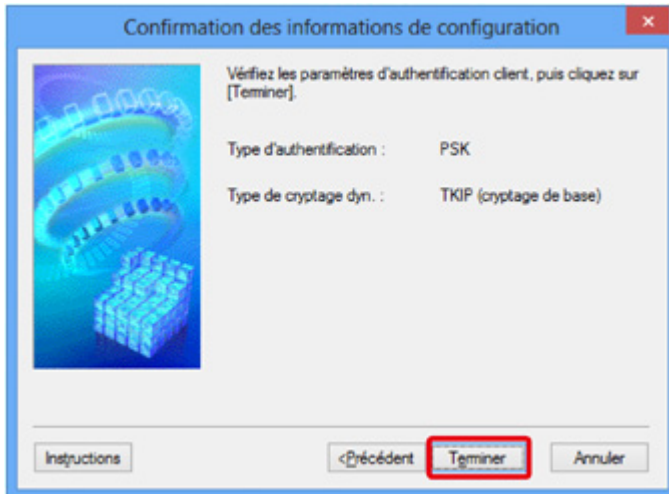 Confirmation des informations de configuration
Vérifiez les paramètres d'authentification client, puis cliquez sur
[Terminer].
Type d'authentification : PSK
Type de cryptage dyn. : TKIP (cryptage de base)
Instructions <Précédent Terminer Annuler